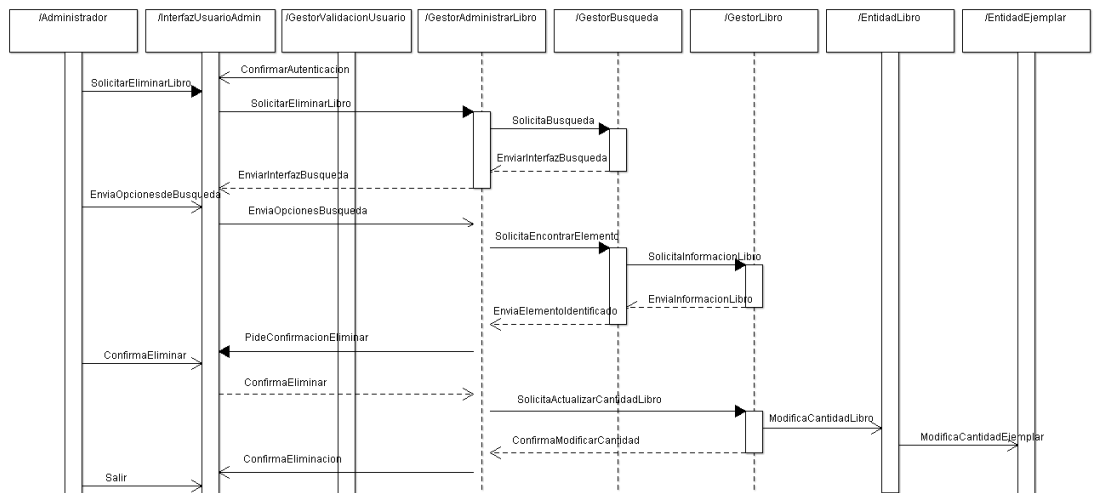 /Administrador
/InterfazUsuarioAdmin
/GestorValidacionUsuario
/GestorAdministrarLibro
/GestorBusqueda
/GestorLibro
/EntidadLibro
/EntidadEjemplar
ConfirmarAutenticacion
SolicitarEliminarLibro
SolicitarEliminarLibro
SolicitaBusqueda
EnviarInterfazBusqueda
EnviarInterfazBusqueda
EnviaOpcionesdeBusqueda
EnviaOpcionesBusqueda
SolicitaEncontrarElemento
SolicitaInformacionLibro
EnviaInformacionLibro
EnviaElementoIdentificado
PideConfirmacionEliminar
ConfirmaEliminar
ConfirmaEliminar
SolicitaActualizarCantidadLibro
ModificaCantidadLibro
ModificaCantidadEjemplar
ConfirmaModificarCantidad
ConfirmaEliminacion
Salir